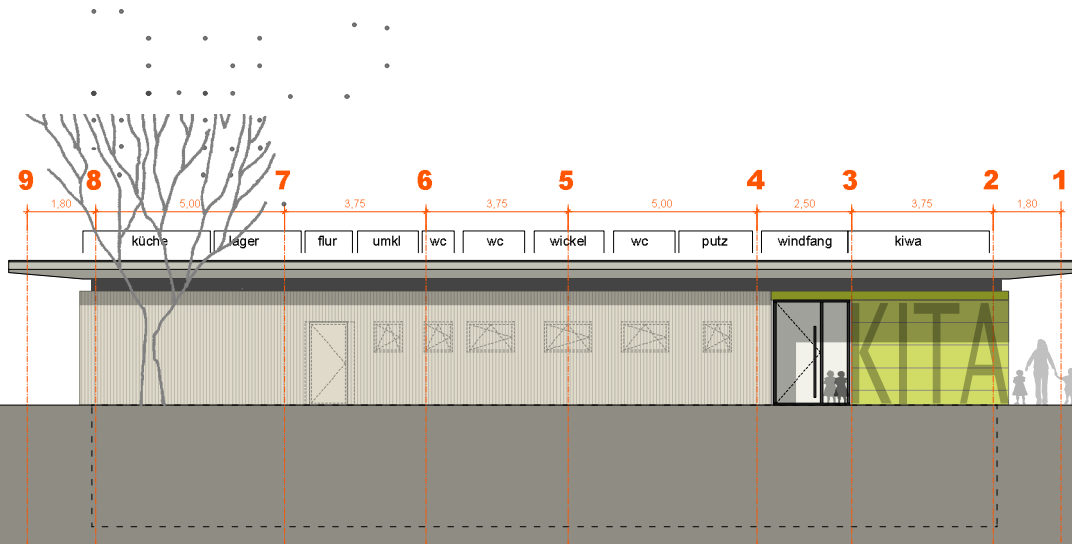 9 8 7 6 5 4 3 2 1
1,80 5,00 3,75 3,75 5,00 2,50 3,75 1,80
küche lager flur umkl wc wc wickel wc putz windfang kiwa
KITA